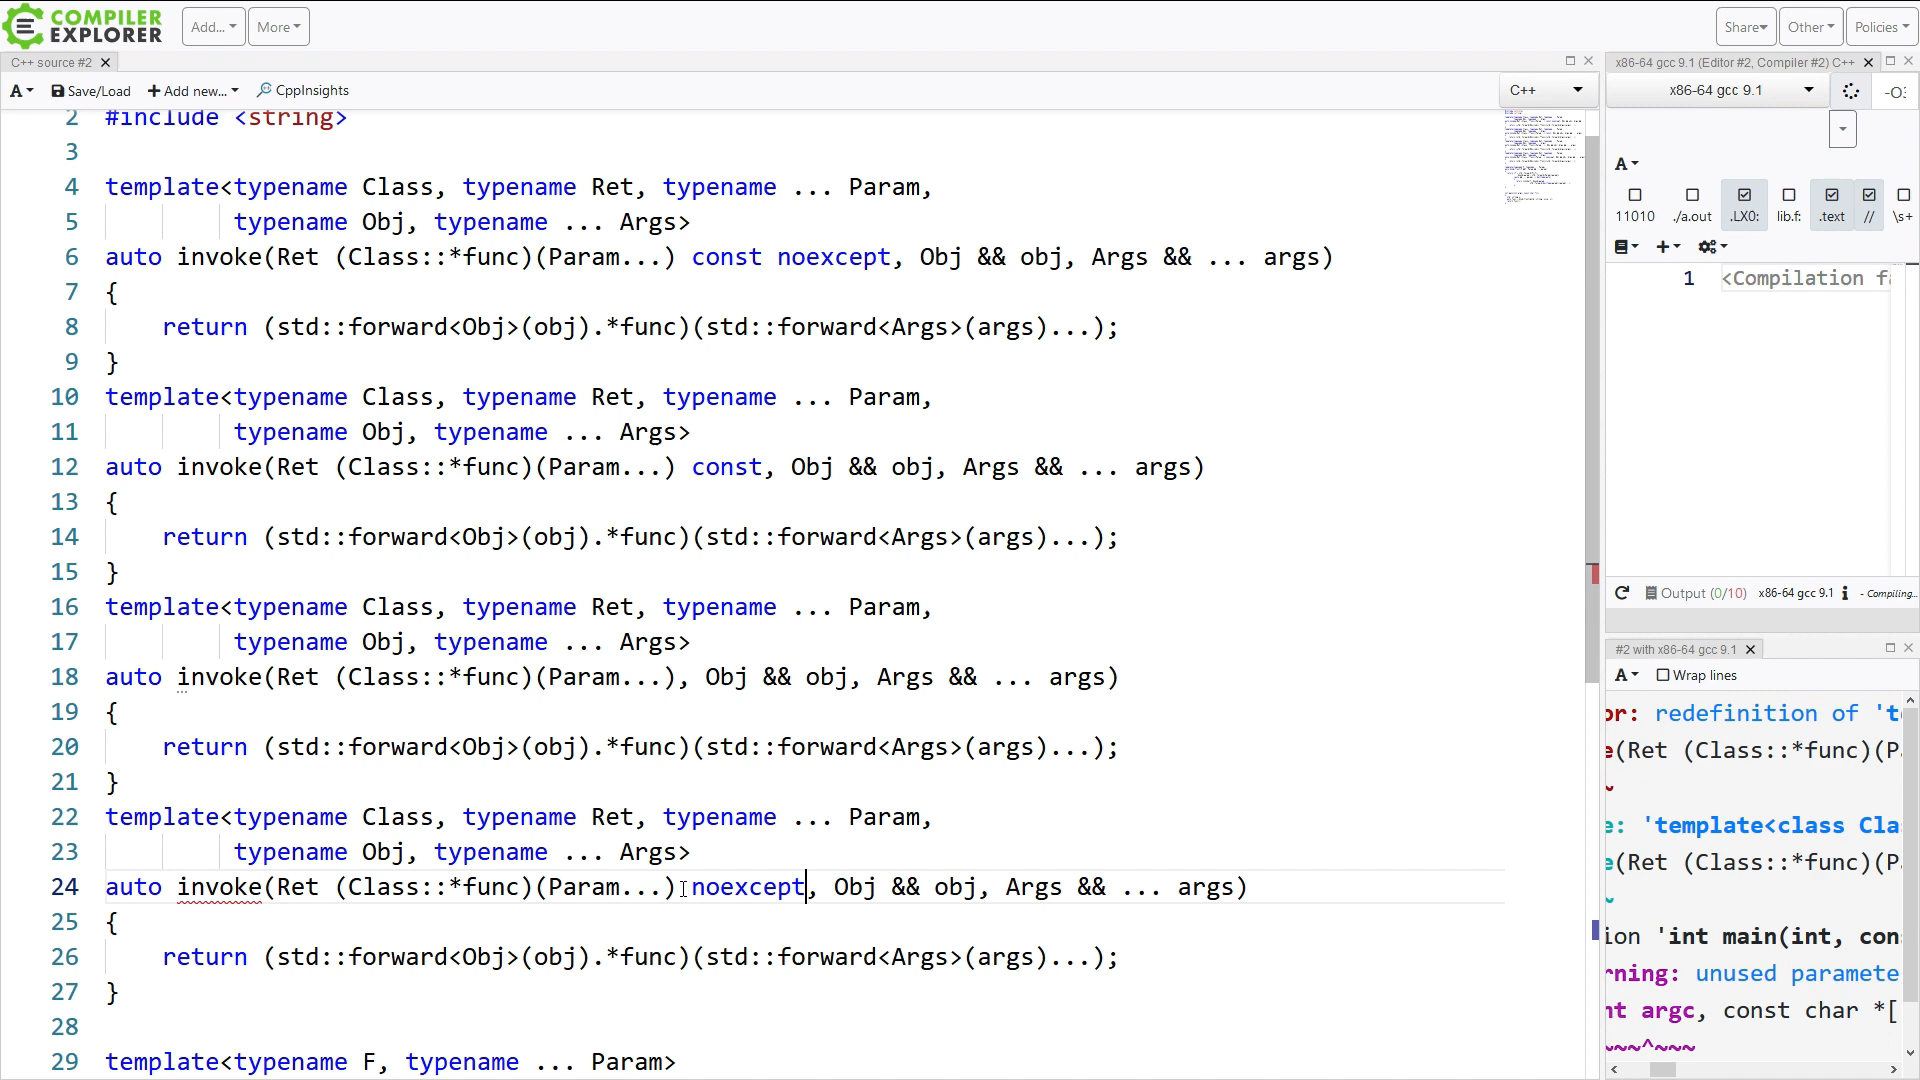 COMPILER
EXPLORER
Add...
More
Share
Other
Policies
C++ source #2
A
Save/Load
Add new...
CppInsights
C++
2 #include <string>
3
4 template<typename Class, typename Ret, typename ... Param,
5 typename Obj, typename ... Args>
6 auto invoke(Ret (Class::*func)(Param...) const noexcept, Obj && obj, Args && ... args)
7 {
8 return (std::forward<Obj>(obj).*func)(std::forward<Args>(args)...);
9 }
10 template<typename Class, typename Ret, typename ... Param,
11 typename Obj, typename ... Args>
12 auto invoke(Ret (Class::*func)(Param...) const, Obj && obj, Args && ... args)
13 {
14 return (std::forward<Obj>(obj).*func)(std::forward<Args>(args)...);
15 }
16 template<typename Class, typename Ret, typename ... Param,
17 typename Obj, typename ... Args>
18 auto invoke(Ret (Class::*func)(Param...), Obj && obj, Args && ... args)
19 {
20 return (std::forward<Obj>(obj).*func)(std::forward<Args>(args)...);
21 }
22 template<typename Class, typename Ret, typename ... Param,
23 typename Obj, typename ... Args>
24 auto invoke(Ret (Class::*func)(Param...) noexcept, Obj && obj, Args && ... args)
25 {
26 return (std::forward<Obj>(obj).*func)(std::forward<Args>(args)...);
27 }
28
29 template<typename F, typename ... Param>
x86-64 gcc 9.1 (Editor #2, Compiler #2) C++
x86-64 gcc 9.1
A
11010 ./a.out .LX0: lib.f: .text // \s+
1 <Compilation
Output (0/10) x86-64 gcc 9.1 i - Compiling...
#2 with x86-64 gcc 9.1
A Wrap lines
or: redefinition of 't
e(Ret (Class::*func)(P
e: 'template<class Cla
e(Ret (Class::*func)(P
ion 'int main(int, con
rning: unused paramete
nt argc, const char *[
~~~^~~~